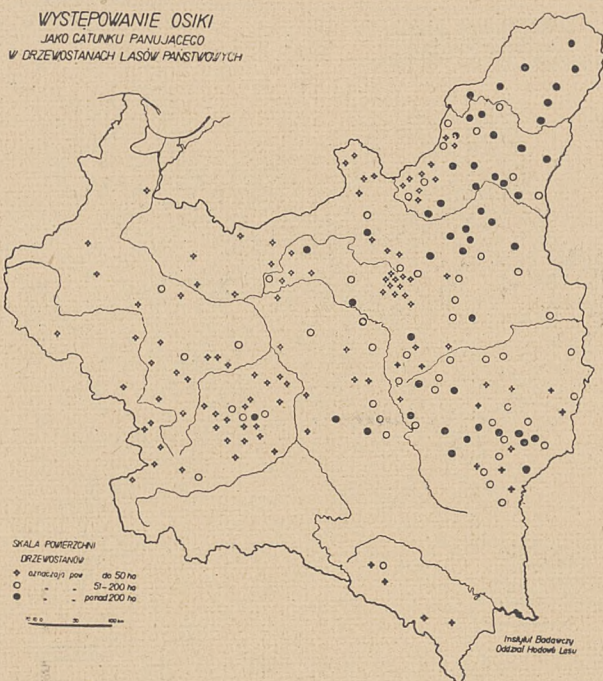 WYSTĘPOWANIE OSIKI
JAKO GATUNKU PANUJĄCEGO
W DRZEWOSTANACH LASÓW PAŃSTWOWYCH
SKALA POWIERZCHNI
DRZEWOSTANÓW
oznaczają pow do 50 ha
" " 51-200 ha
" " ponad 200 ha
Instytut Badawczy
Oddział Hodowli Lasu